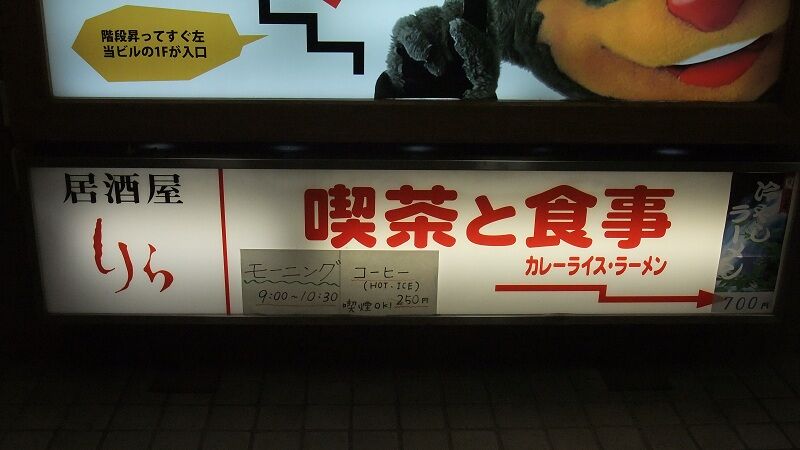 階段昇ってすぐ左
当ビルの1Fが入口
居酒屋
りら
喫茶と食事
カレーライス・ラーメン
モーニング
9:00~10:30
コーヒー
(HOT・ICE)
喫煙OK! 250円
冷やし
ラーメン
700円